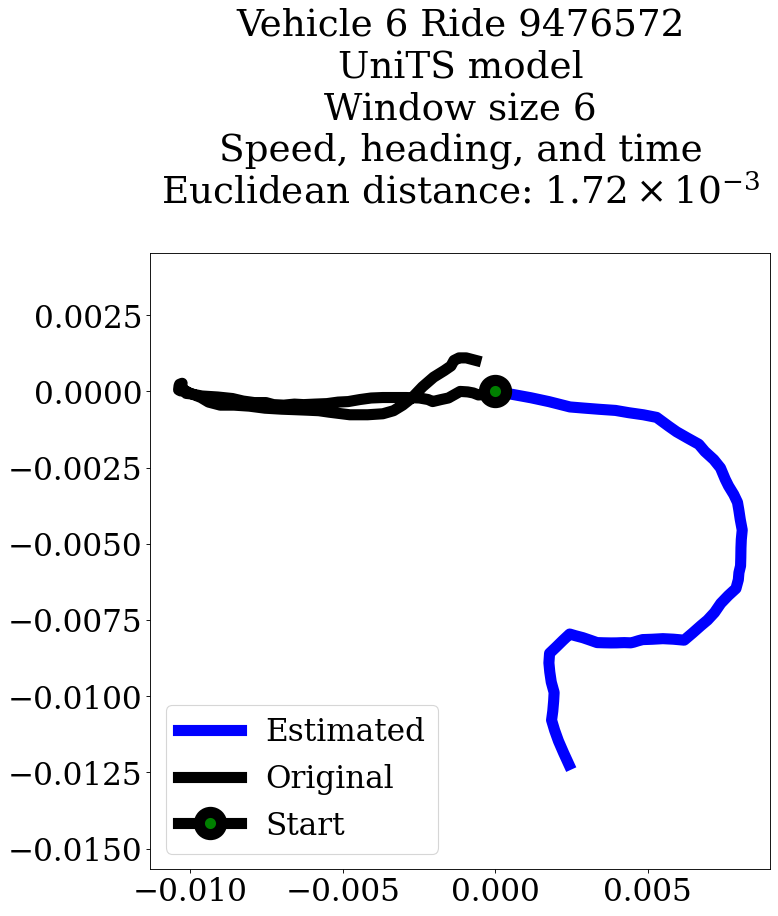 Vehicle 6 Ride 9476572
UniTS model
Window size 6
Speed, heading, and time
Euclidean distance: 1.72 × 10⁻³
0.0025
0.0000
−0.0025
−0.0050
−0.0075
−0.0100
−0.0125
−0.0150
Estimated
Original
Start
−0.010 −0.005 0.000 0.005